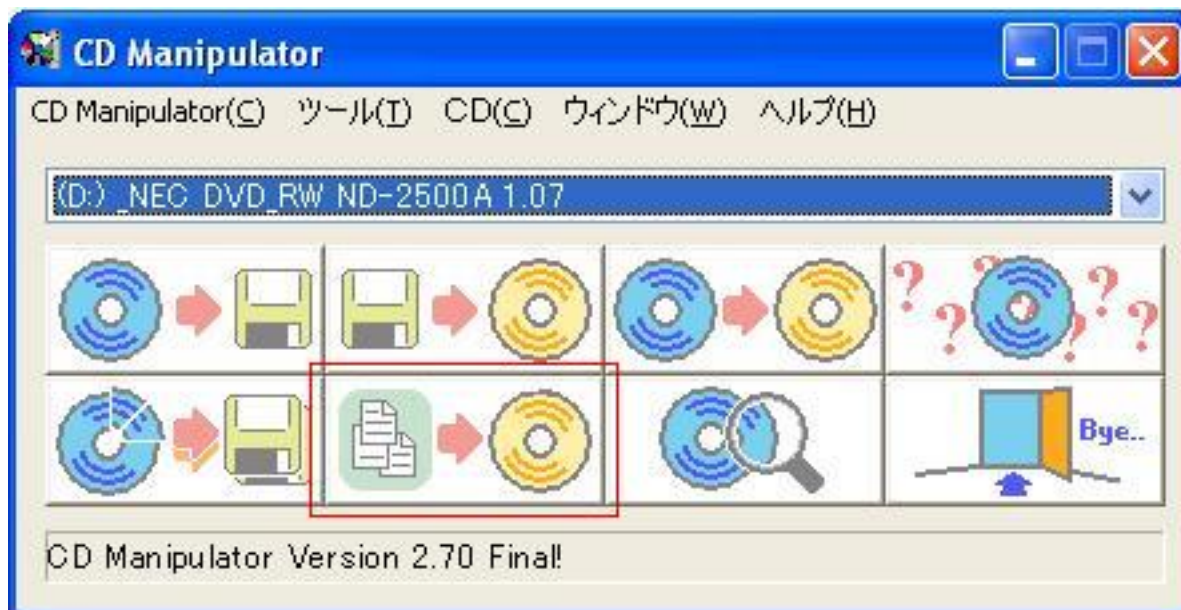 CD Manipulator
CD Manipulator(C) ツール(T) CD(C) ウィンドウ(W) ヘルプ(H)
(D:) _NEC DVD_RW ND-2500A 1.07
? ? ? ? ? ? ?
Bye..
CD Manipulator Version 2.70 Final!